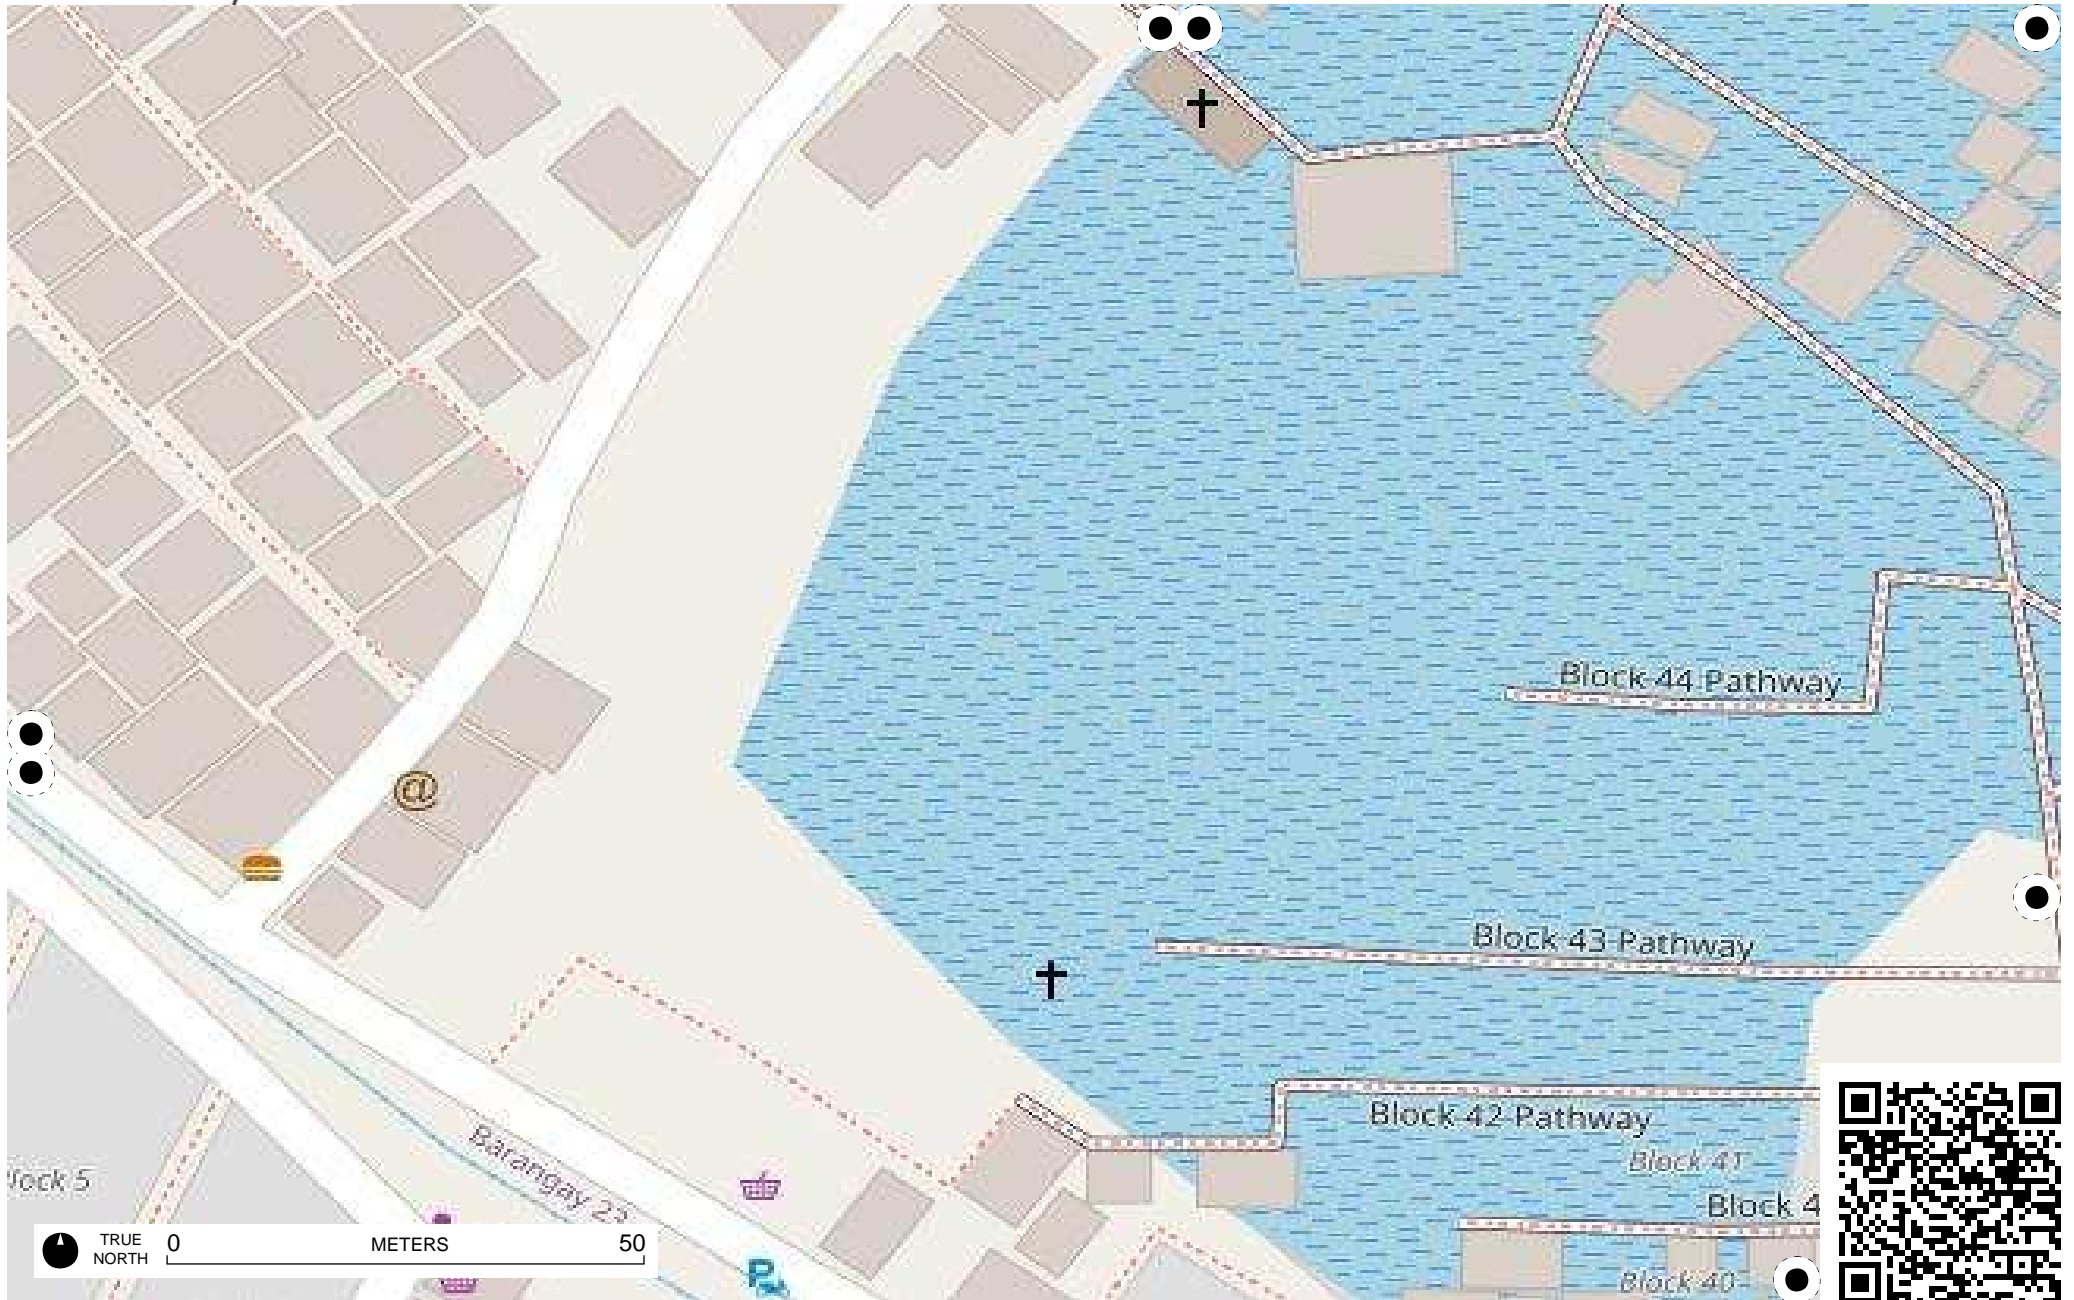 Block 44 Pathway
Block 43 Pathway
Block 42 Pathway
Block 41
Block 4
lock 5
Barangay 23
Block 40
TRUE NORTH
0 METERS 50
@
P